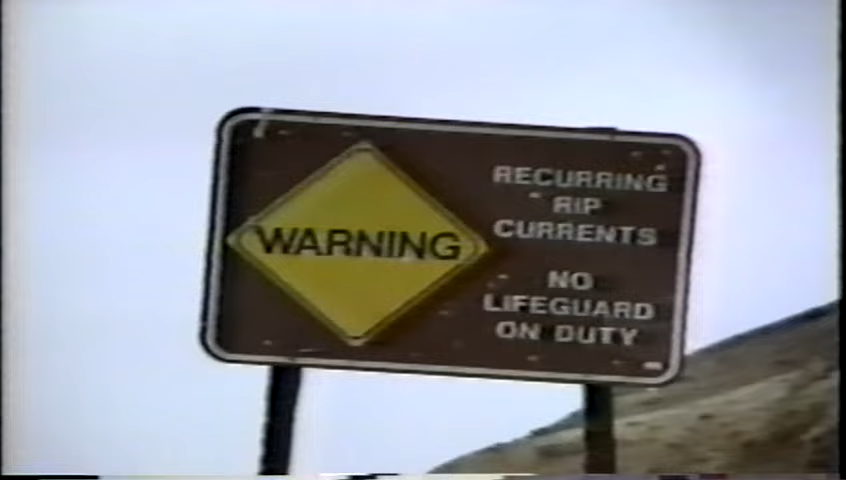 WARNING
RECURRING
RIP
CURRENTS
NO
LIFEGUARD
ON DUTY